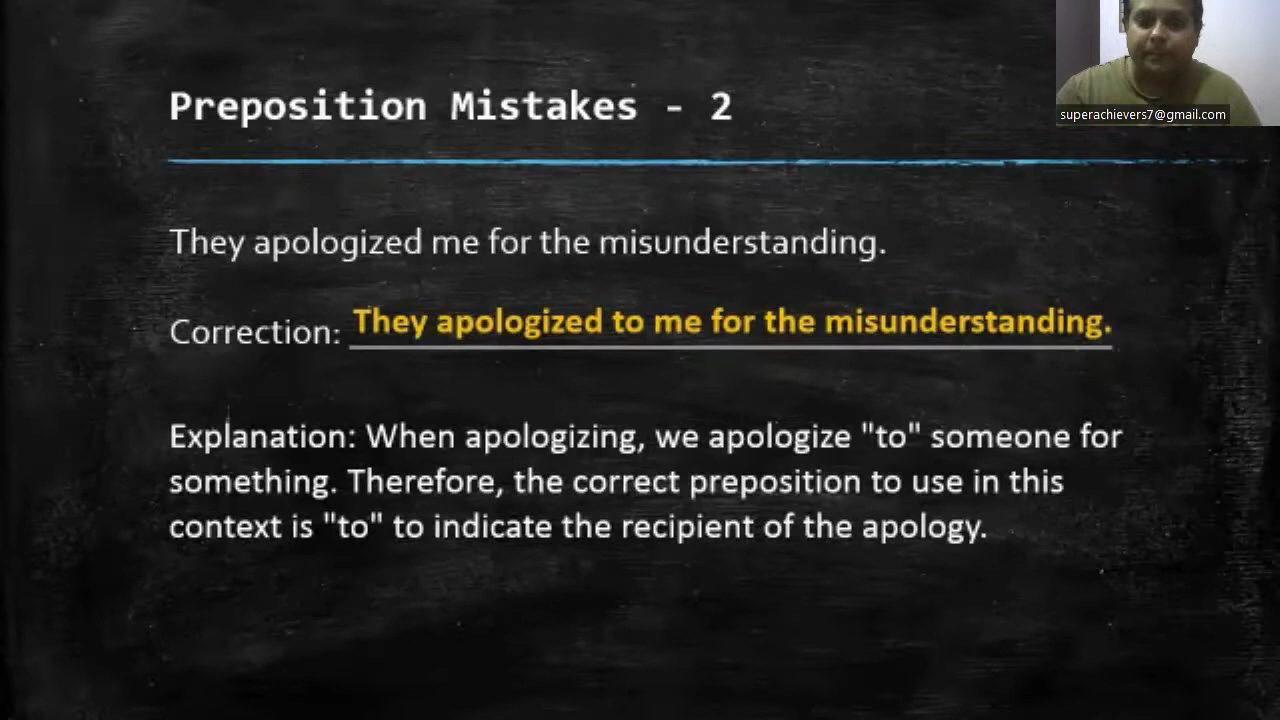 Preposition Mistakes - 2
superachievers7@gmail.com
They apologized me for the misunderstanding.
Correction: They apologized to me for the misunderstanding.
Explanation: When apologizing, we apologize "to" someone for
something. Therefore, the correct preposition to use in this
context is "to" to indicate the recipient of the apology.